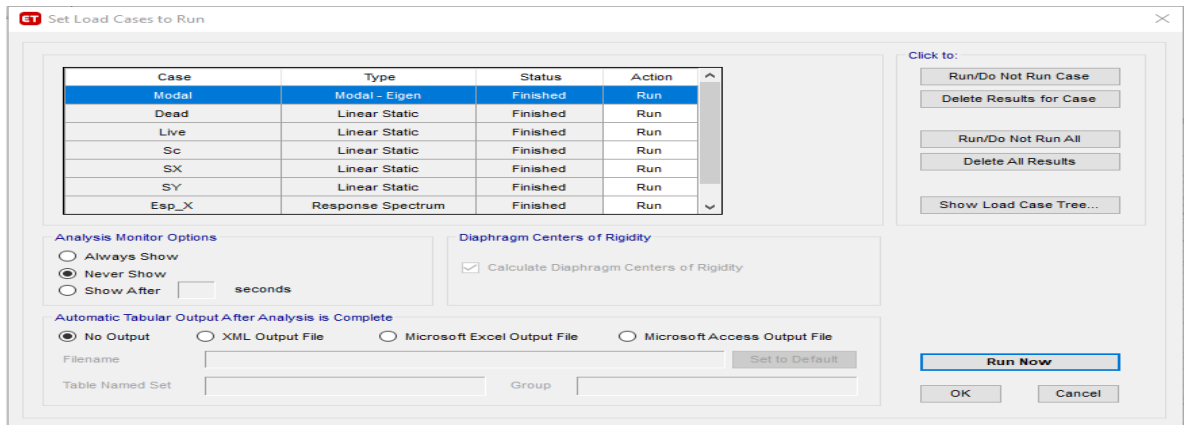 ET Set Load Cases to Run
Click to:
Case Type Status Action
Modal Modal - Eigen Finished Run
Dead Linear Static Finished Run
Live Linear Static Finished Run
Sc Linear Static Finished Run
SX Linear Static Finished Run
SY Linear Static Finished Run
Esp_X Response Spectrum Finished Run
Run/Do Not Run Case
Delete Results for Case
Run/Do Not Run All
Delete All Results
Show Load Case Tree...
Analysis Monitor Options
Always Show
Never Show
Show After seconds
Diaphragm Centers of Rigidity
Calculate Diaphragm Centers of Rigidity
Automatic Tabular Output After Analysis is Complete
No Output XML Output File Microsoft Excel Output File Microsoft Access Output File
Filename Set to Default
Table Named Set Group
Run Now
OK Cancel